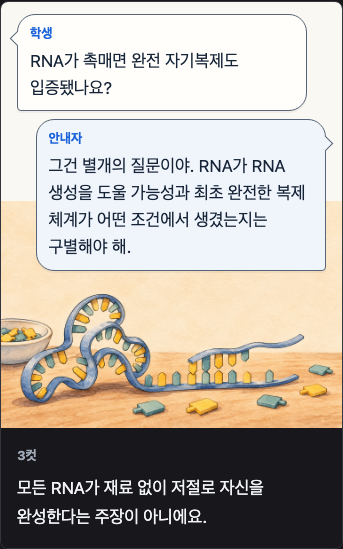 학생
RNA가 촉매면 완전 자기복제도
입증됐나요?
안내자
그건 별개의 질문이야. RNA가 RNA
생성을 도울 가능성과 최초 완전한 복제
체계가 어떤 조건에서 생겼는지는
구별해야 해.
3컷
모든 RNA가 재료 없이 저절로 자신을
완성한다는 주장이 아니에요.